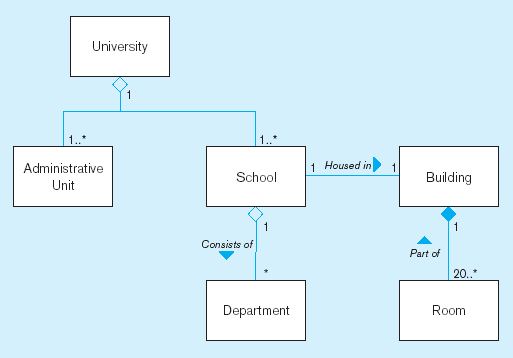 University
1
1..*
1..*
Administrative
Unit
School
1
Housed in
1
Building
1
1
Consists of
Part of
*
20..*
Department
Room